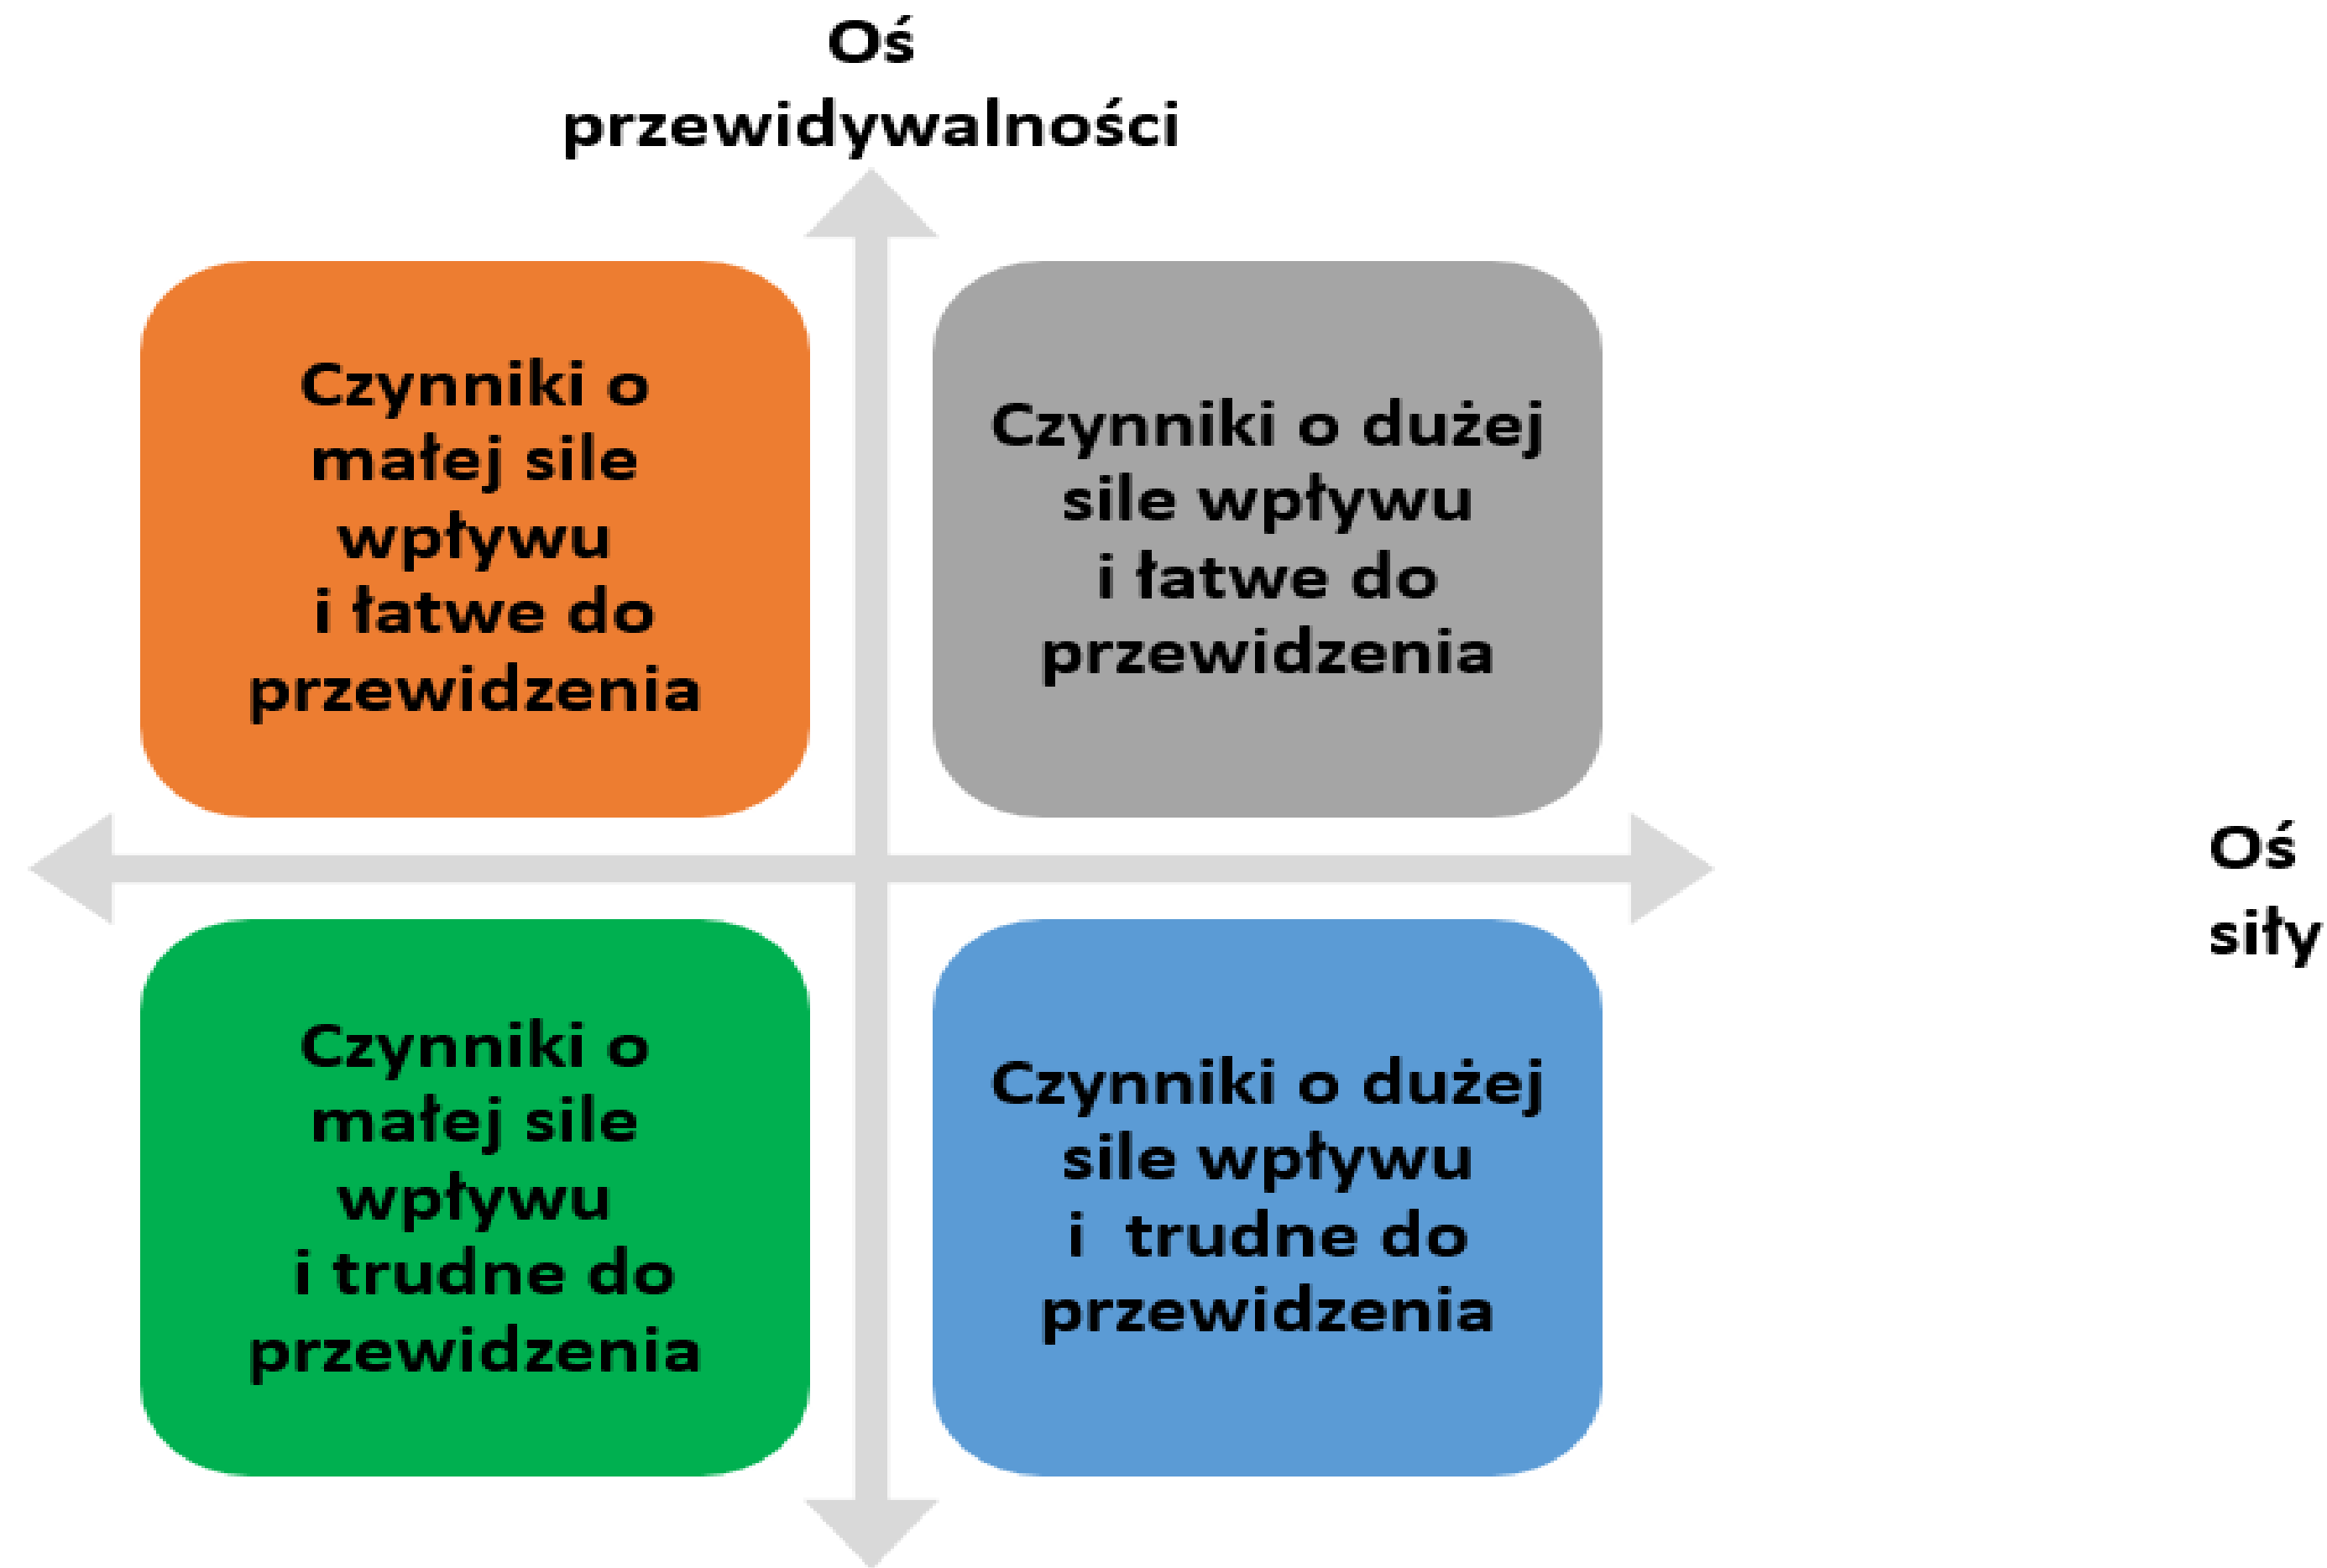 Oś
przewidywalności
Czynniki o
małej sile
wpływu
i łatwe do
przewidzenia
Czynniki o dużej
sile wpływu
i łatwe do
przewidzenia
Oś
siły
Czynniki o
małej sile
wpływu
i trudne do
przewidzenia
Czynniki o dużej
sile wpływu
i  trudne do
przewidzenia